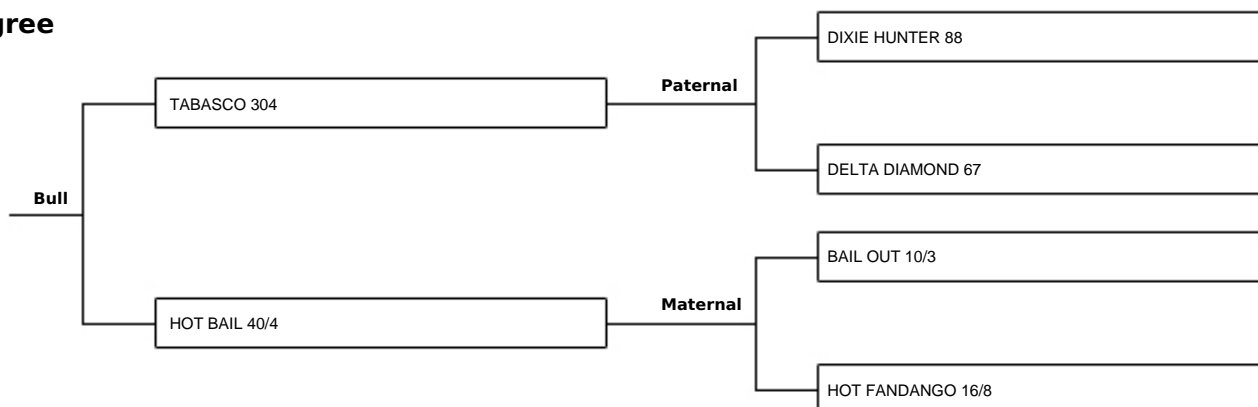 gree
DIXIE HUNTER 88
Paternal
TABASCO 304
DELTA DIAMOND 67
Bull
BAIL OUT 10/3
Maternal
HOT BAIL 40/4
HOT FANDANGO 16/8